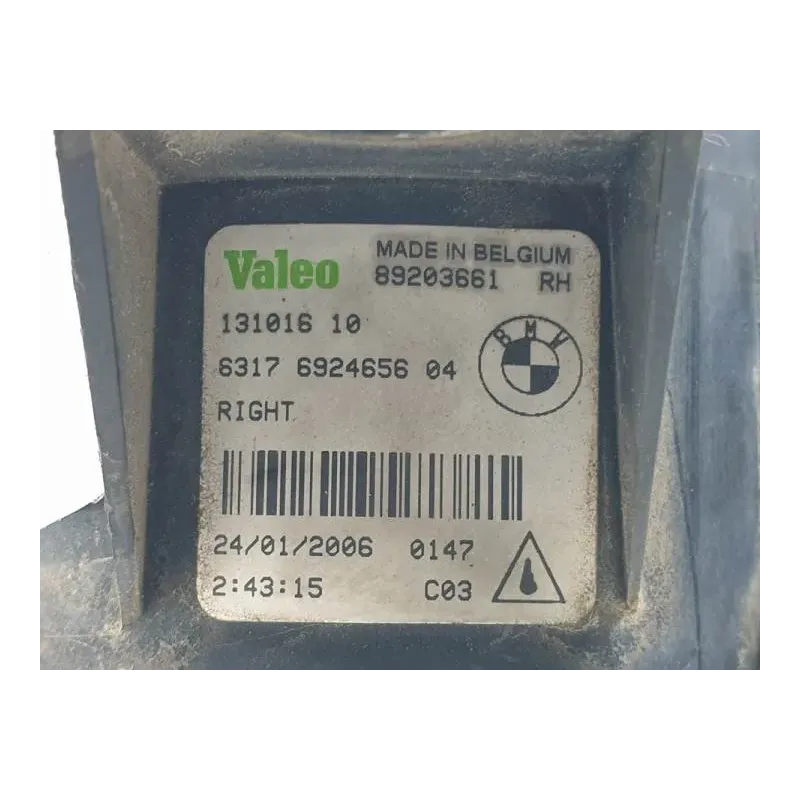 Valeo MADE IN BELGIUM
89203661 RH
131016 10
BMW
6317 6924656 04
RIGHT
24/01/2006 0147
2:43:15 C03